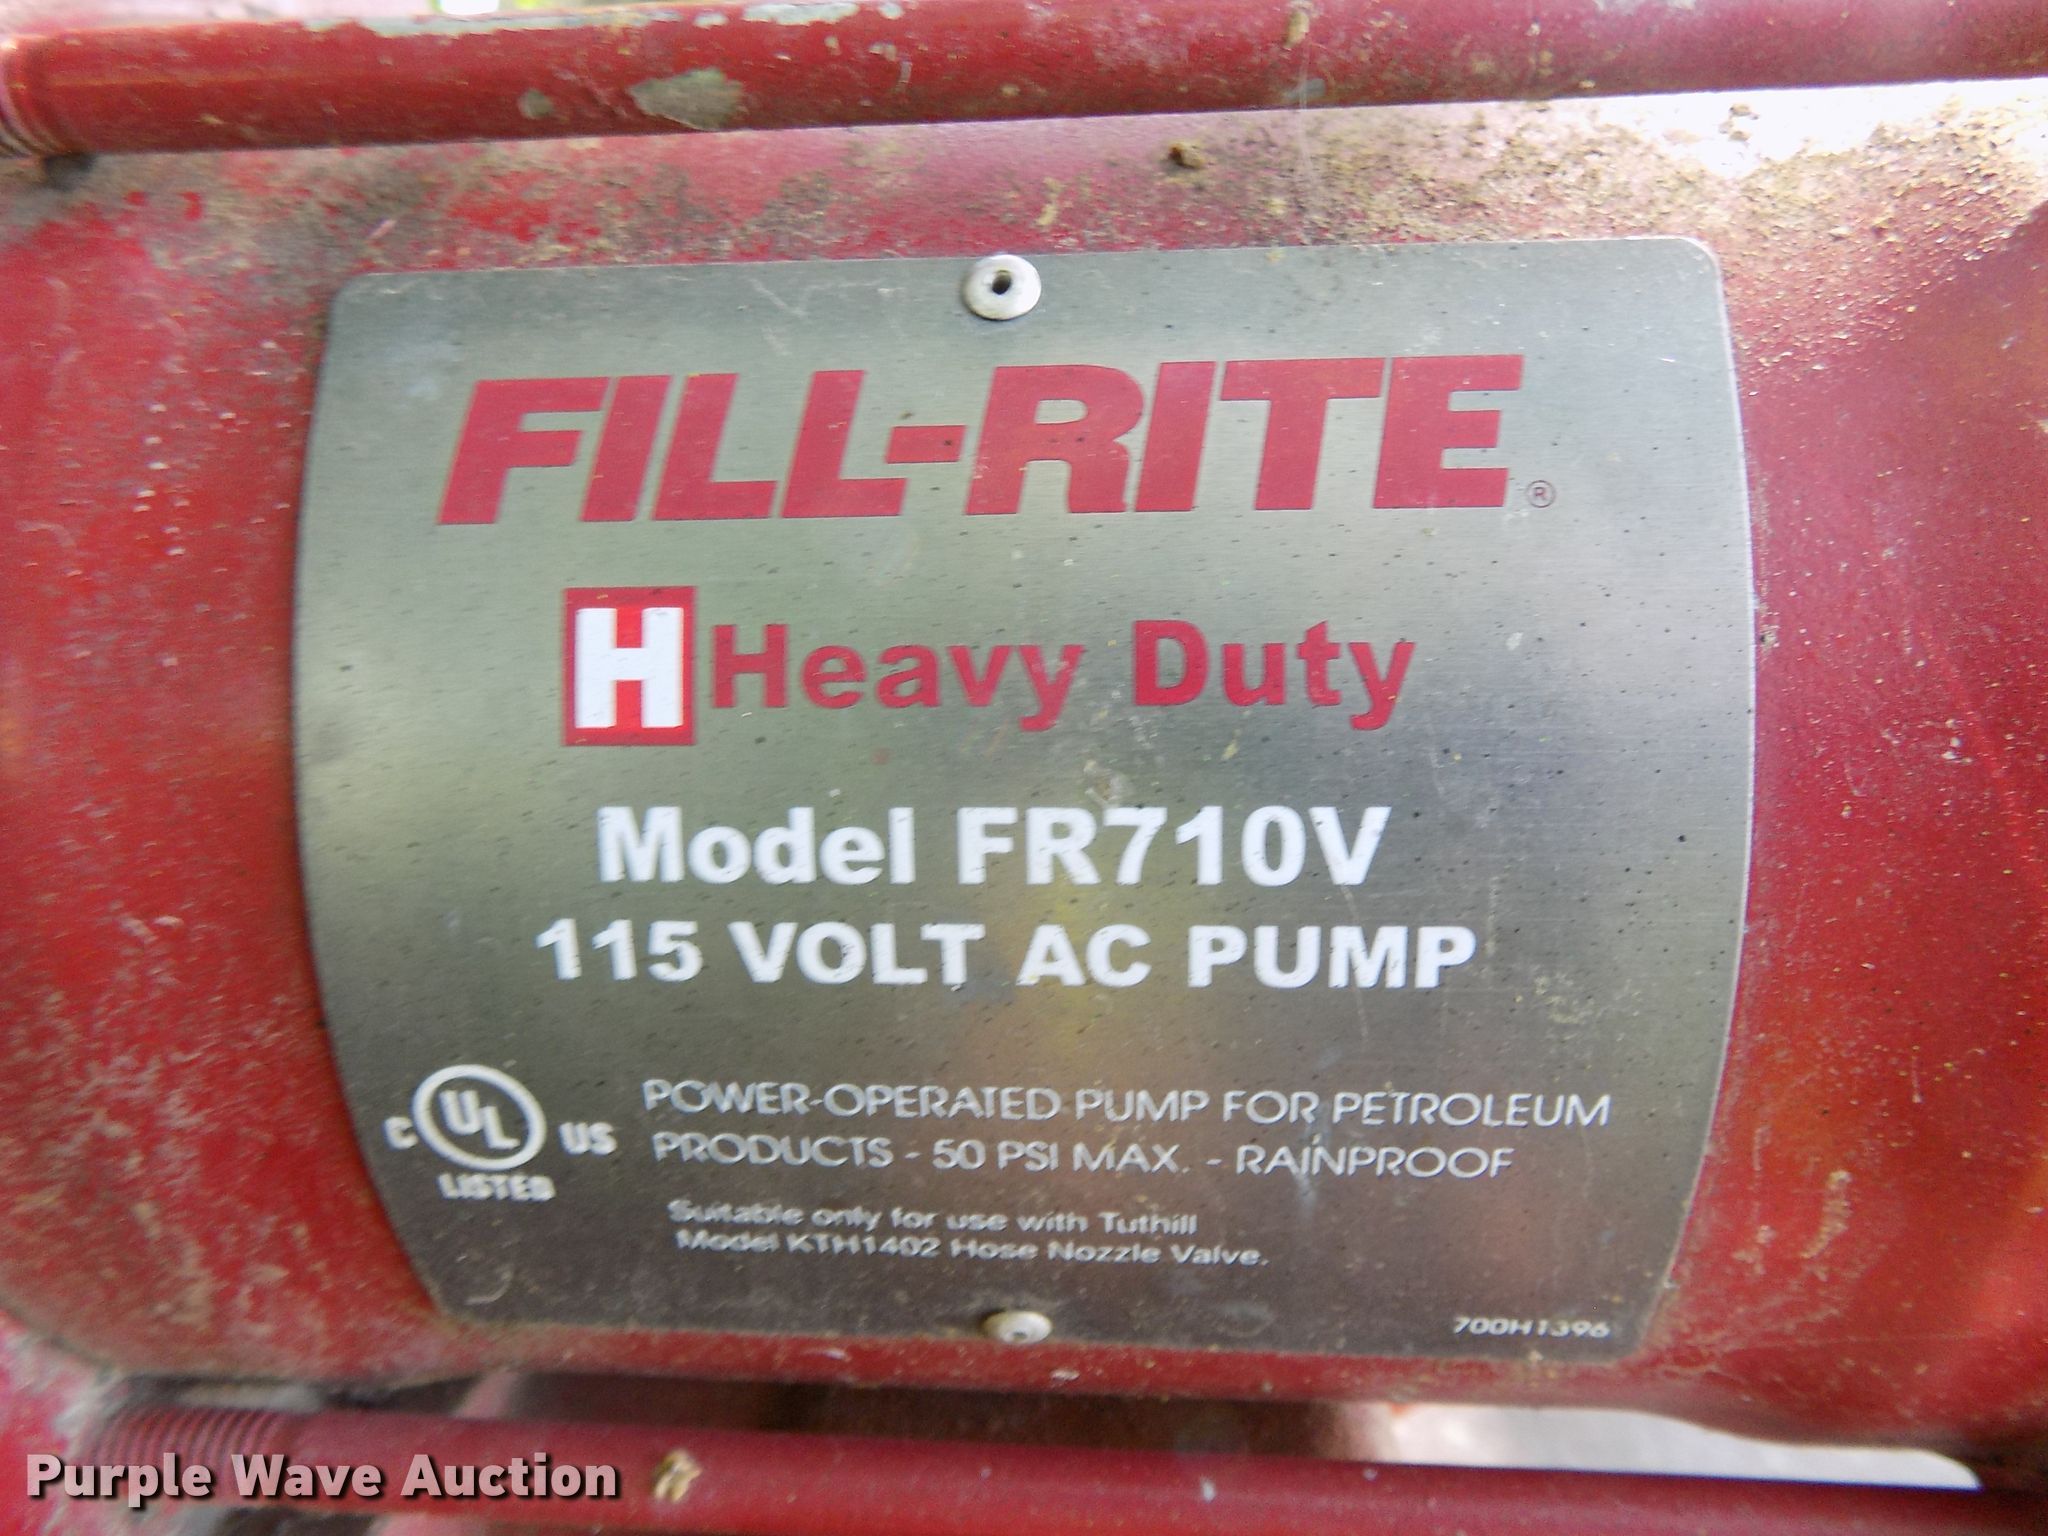 FILL-RITE®
H Heavy Duty
Model FR710V
115 VOLT AC PUMP
C UL US
LISTED
POWER-OPERATED PUMP FOR PETROLEUM
PRODUCTS - 50 PSI MAX. - RAINPROOF
Suitable only for use with Tuthill
Model KTH1402 Hose Nozzle Valve.
700H1396
Purple Wave Auction